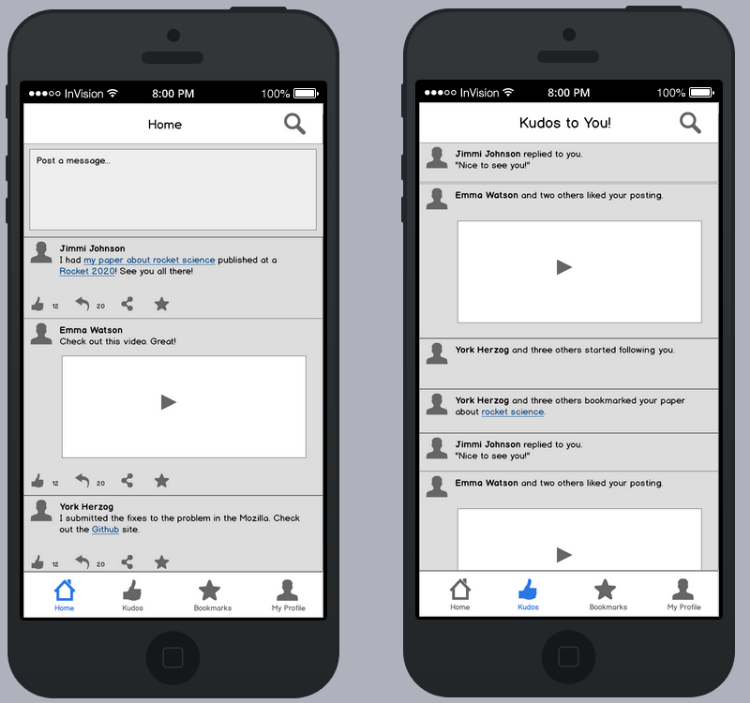 InVision 8:00 PM 100%
Home
Post a message...
Jimmi Johnson
I had my paper about rocket science published at a
Rocket 2020! See you all there!
12 20
Emma Watson
Check out this video. Great!
12 20
York Herzog
I submitted the fixes to the problem in the Mozilla. Check
out the Github site.
12 20
Home Kudos Bookmarks My Profile
InVision 8:00 PM 100%
Kudos to You!
Jimmi Johnson replied to you.
"Nice to see you!"
Emma Watson and two others liked your posting.
York Herzog and three others started following you.
York Herzog and three others bookmarked your paper
about rocket science.
Jimmi Johnson replied to you.
"Nice to see you!"
Emma Watson and two others liked your posting.
Home Kudos Bookmarks My Profile